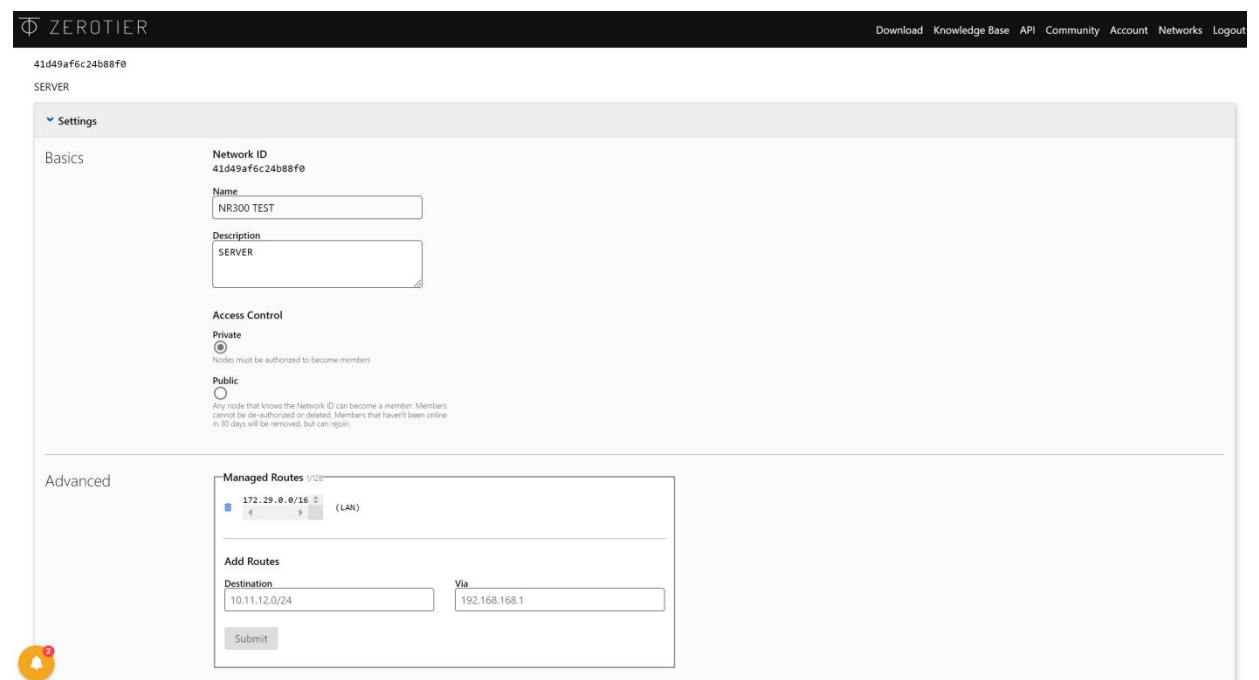 ZEROTIER
Download Knowledge Base API Community Account Networks Logout
41d49af6c24b88f0
SERVER
Settings
Basics
Network ID
41d49af6c24b88f0
Name
NR300 TEST
Description
SERVER
Access Control
Private
Nodes must be authorized to become members
Public
Any node that knows the Network ID can become a member. Members
cannot be de-authorized or deleted. Members that haven't been online
in 30 days will be removed, but can rejoin.
Advanced
Managed Routes 1/128
172.29.0.0/16 (LAN)
Add Routes
Destination Via
10.11.12.0/24 192.168.168.1
Submit
2